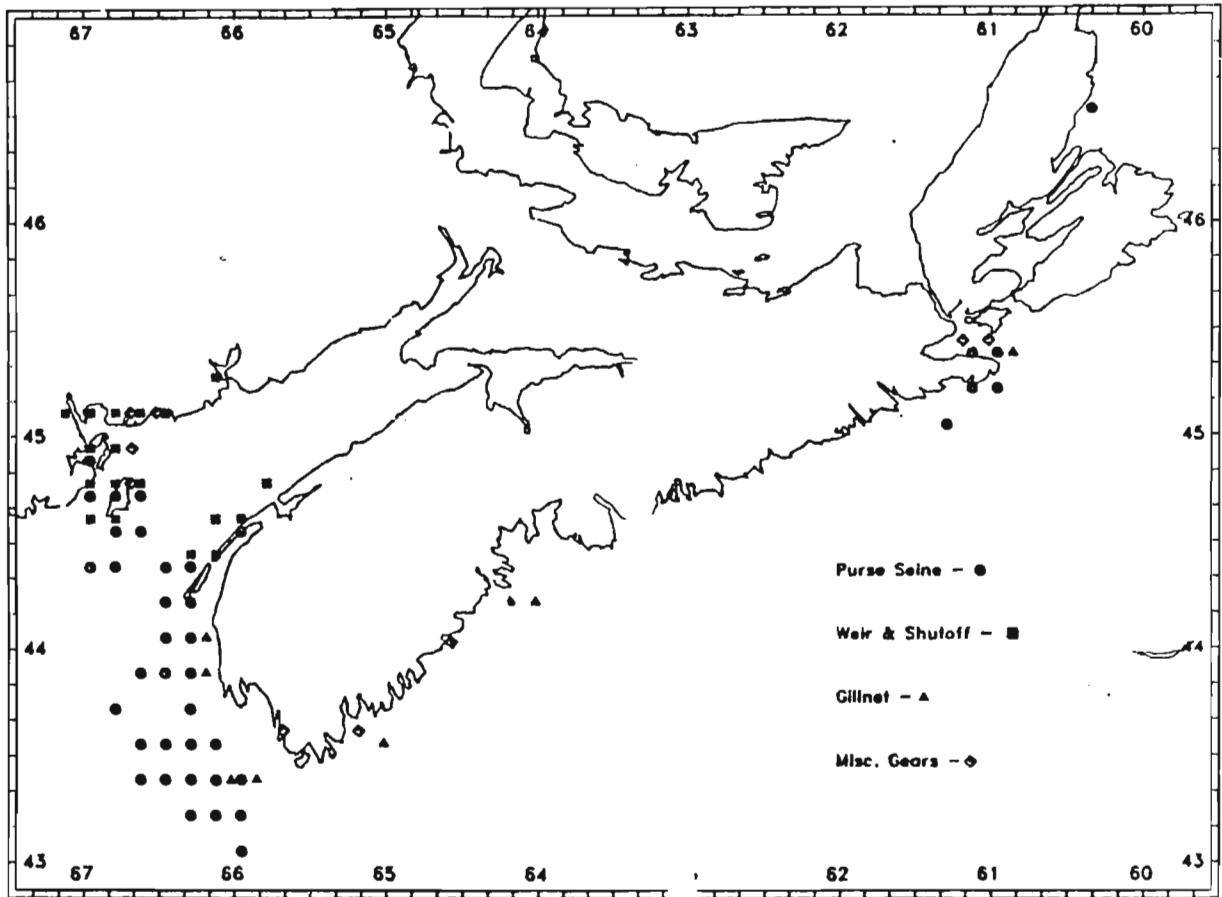 67 66 65 64 63 62 61 60
46 46
45 45
Purse Seine - ●
44 Weir & Shutoff - ■ 44
Gillnet - ▲
Misc. Gears - ◇
43 43
67 66 65 64 62 61 60